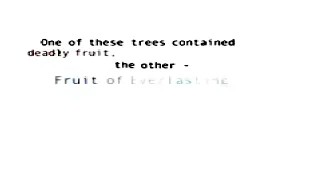 One of these trees contained
deadly fruit.
the other -
Fruit of Everlasting